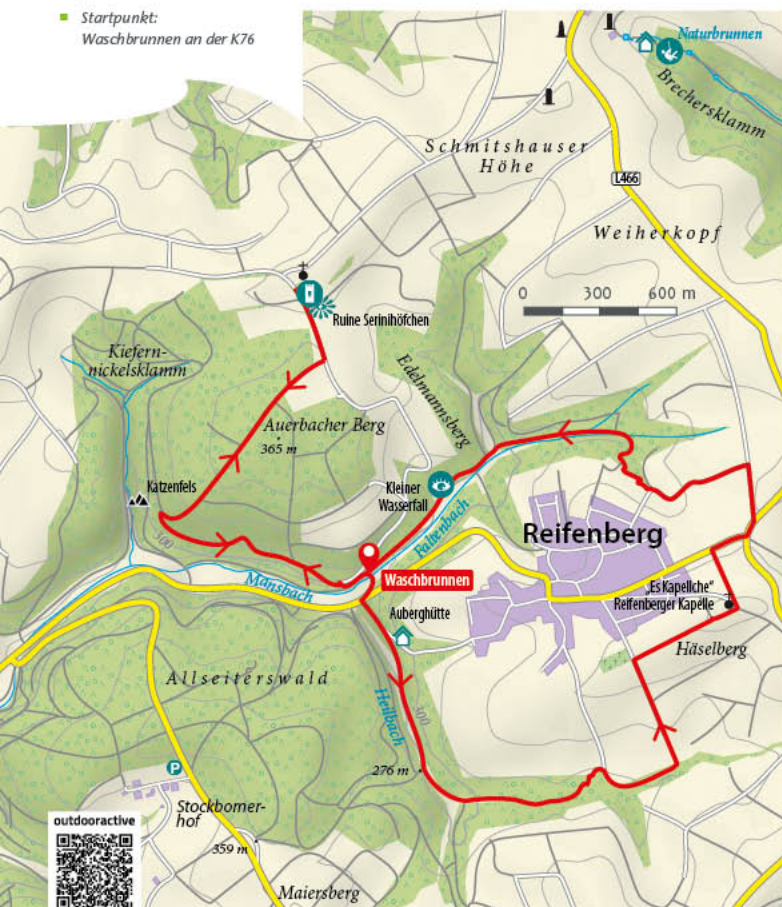 Startpunkt:
Waschbrunnen an der K76
Naturbrunnen
Brechersklamm
Schmitshauser
Höhe
L466
Weiherkopf
0 300 600 m
Ruine Serinihöfchen
Kiefern-
nickelsklamm
Edelmannsberg
Auerbacher Berg
365 m
Katzenfels
Kleiner
Wasserfall
Faltenbach
Reifenberg
300
Mansbach
Waschbrunnen
„Es Kapellche“
Reifenberger Kapelle
Auberghütte
Häselberg
Allseiterswald
Heilbach
300
276 m
P
Stockborner-
hof
outdooractive
359 m
Maiersberg